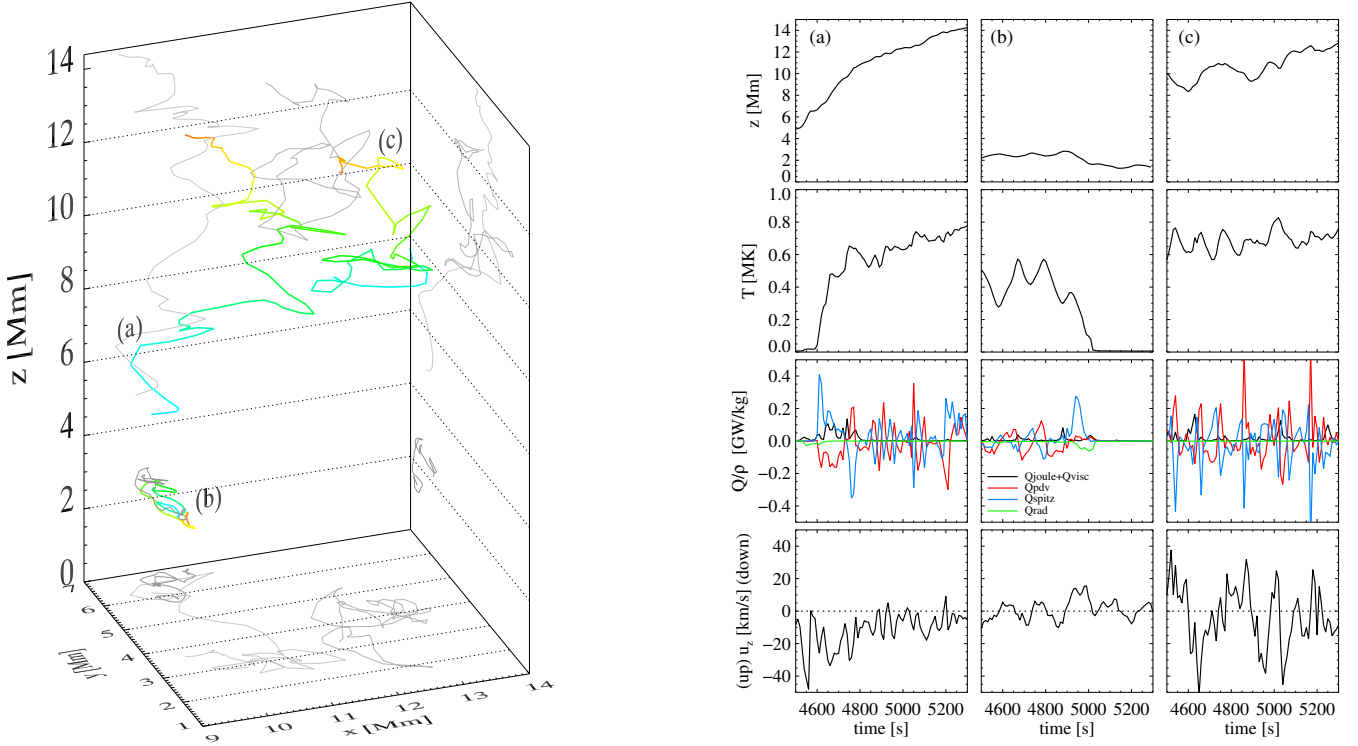 14
12
10
8
6
4
2
0
z [Mm]
(a)
(b)
(c)
7
6
5
4
3
2
1
y [Mm]
9
10
11
12
13
14
x [Mm]
(a)
(b)
(c)
14
12
10
8
6
4
2
0
z [Mm]
1.0
0.8
0.6
0.4
0.2
0.0
T [MK]
0.4
0.2
0.0
−0.2
−0.4
Q/ρ [GW/kg]
Qjoule+Qvisc
Qpdv
Qspitz
Qrad
40
20
0
−20
−40
(up) u_z [km/s] (down)
4600 4800 5000 5200
4600 4800 5000 5200
4600 4800 5000 5200
time [s]
time [s]
time [s]